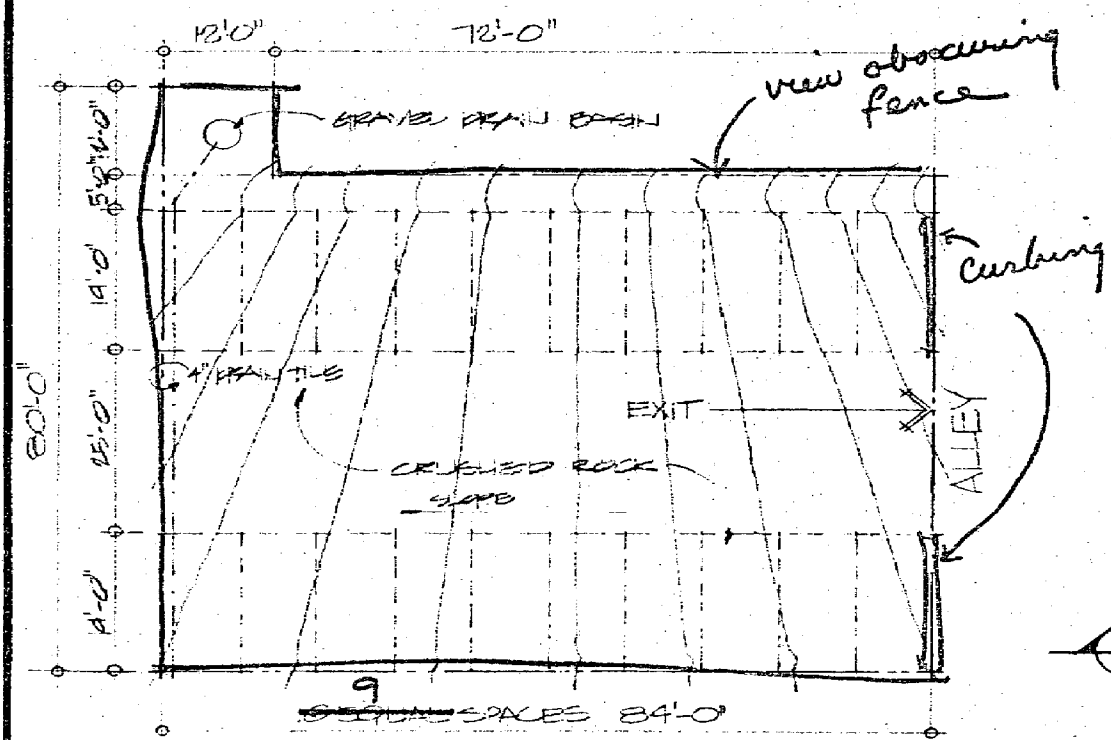 12'0"
72'-0"
view obscuring
fence
GRAVEL DRAIN BASIN
5'-0"
19'-0"
Curbing
4" DRAIN TILE
80'-0"
25'-0"
EXIT
ALLEY
CRUSHED ROCK
SLOPE
9
SPACES 84'-0"